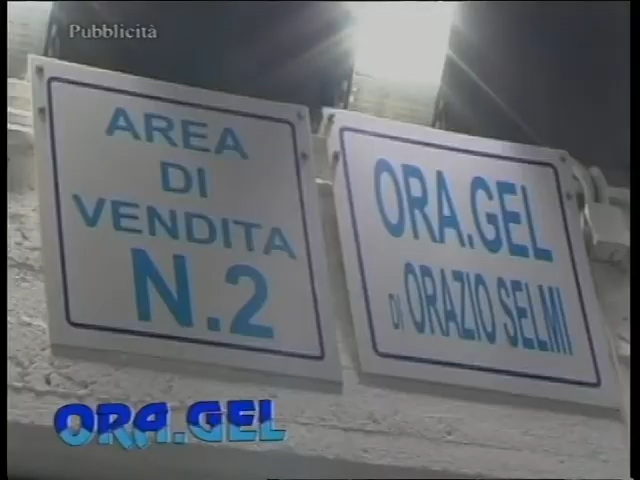 Pubblicità
AREA
DI
VENDITA
N.2
ORA.GEL
DI ORAZIO SELMI
ORA.GEL